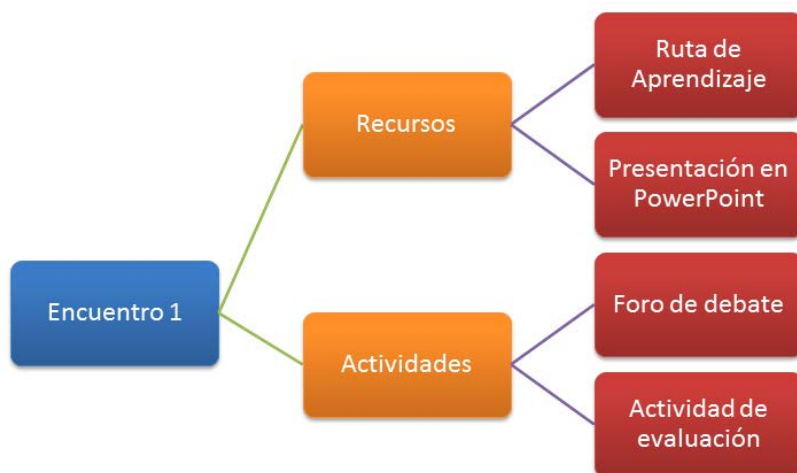 Encuentro 1
Recursos
Ruta de
Aprendizaje
Presentación en
PowerPoint
Actividades
Foro de debate
Actividad de
evaluación